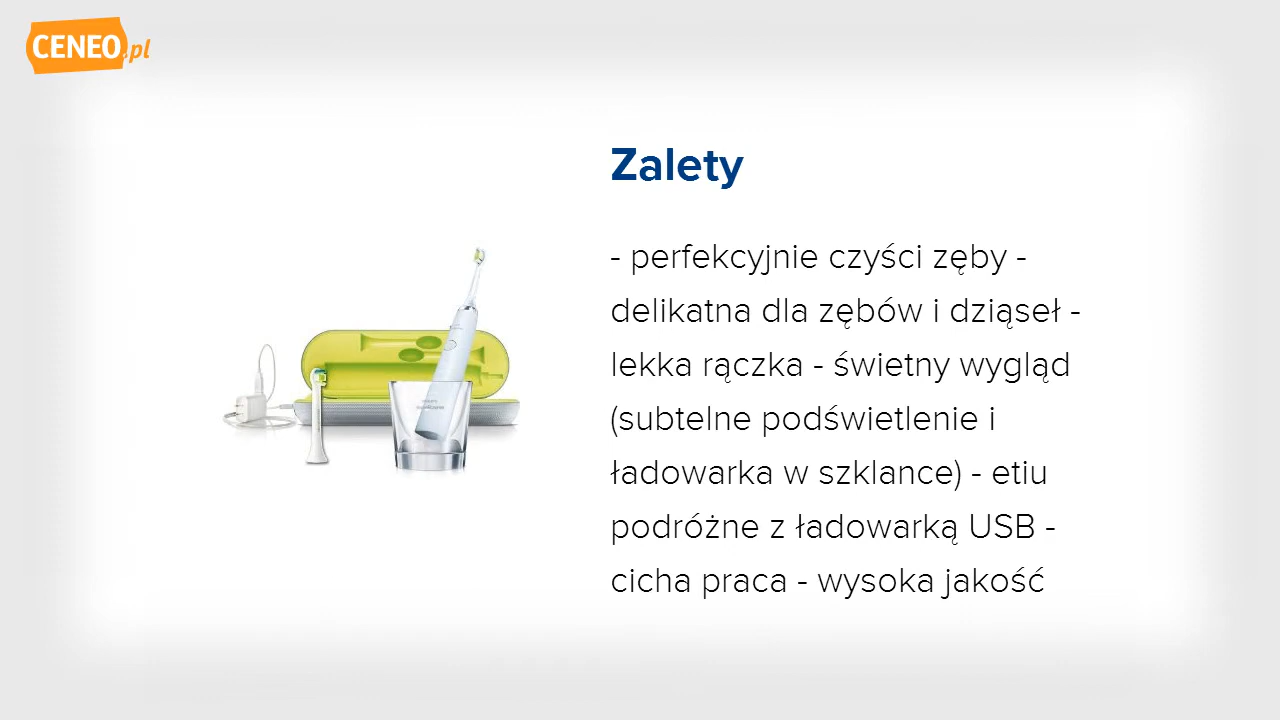 CENEO.pl
Zalety
- perfekcyjnie czyści zęby -
delikatna dla zębów i dziąseł -
lekka rączka - świetny wygląd
(subtelne podświetlenie i
ładowarka w szklance) - etiu
podróżne z ładowarką USB -
cicha praca - wysoka jakość